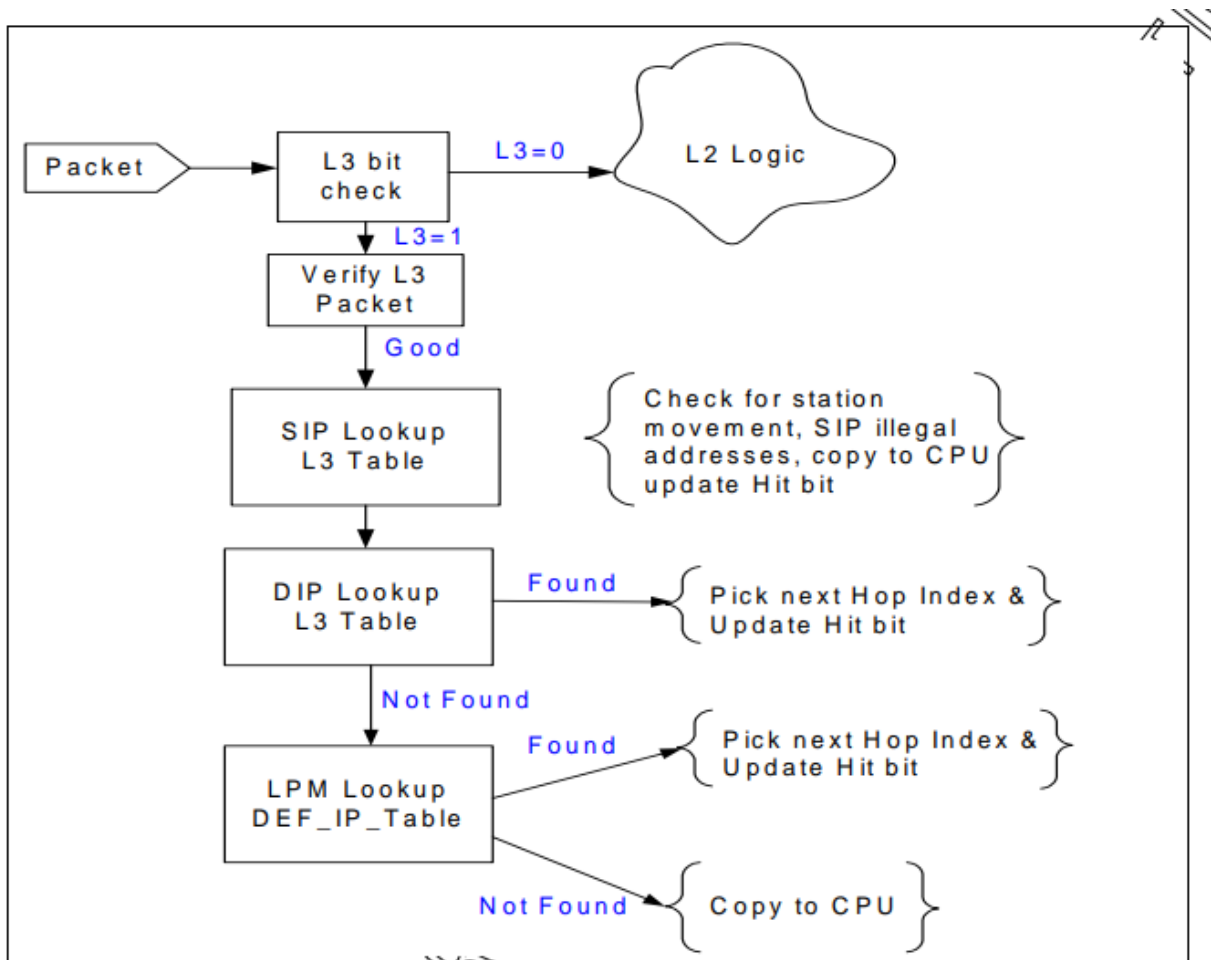 Packet
L3 bit
check
L3=0
L2 Logic
L3=1
Verify L3
Packet
Good
SIP Lookup
L3 Table
Check for station
movement, SIP illegal
addresses, copy to CPU
update Hit bit
DIP Lookup
L3 Table
Found
Pick next Hop Index &
Update Hit bit
Not Found
LPM Lookup
DEF_IP_Table
Found
Pick next Hop Index &
Update Hit bit
Not Found
Copy to CPU